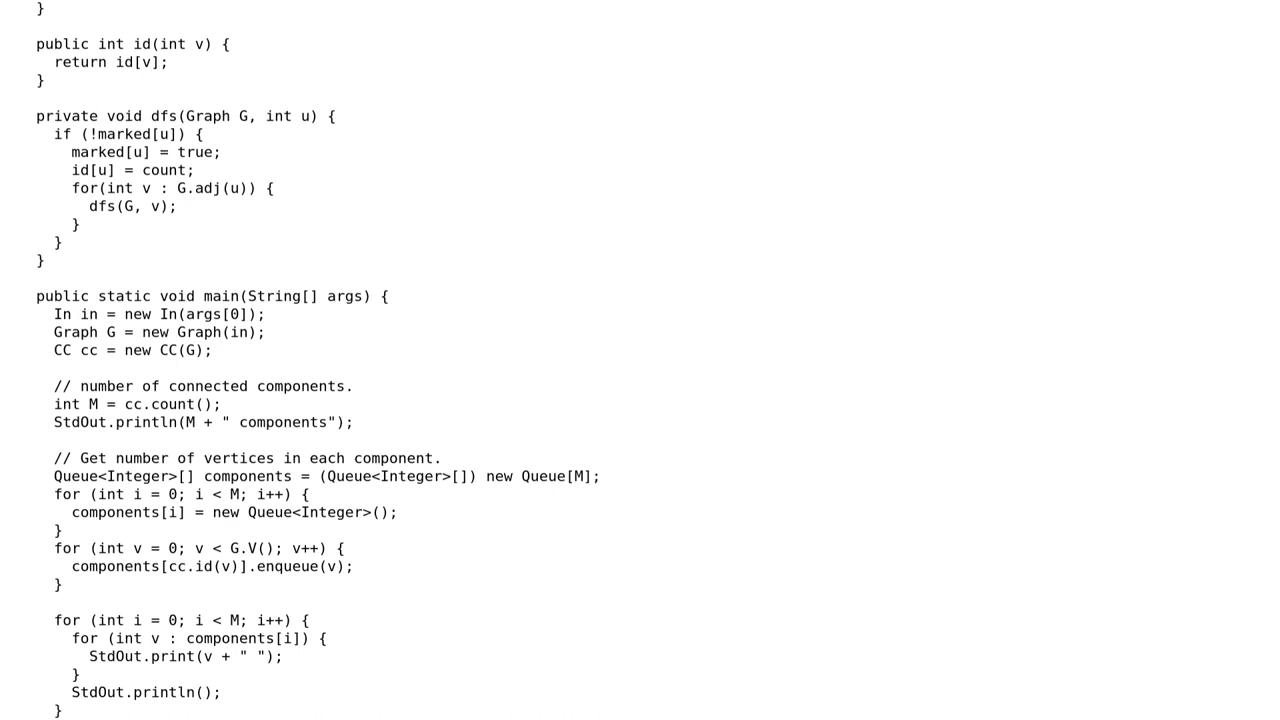 }
public int id(int v) {
return id[v];
}
private void dfs(Graph G, int u) {
if (!marked[u]) {
marked[u] = true;
id[u] = count;
for(int v : G.adj(u)) {
dfs(G, v);
}
}
}
public static void main(String[] args) {
In in = new In(args[0]);
Graph G = new Graph(in);
CC cc = new CC(G);
// number of connected components.
int M = cc.count();
StdOut.println(M + " components");
// Get number of vertices in each component.
Queue<Integer>[] components = (Queue<Integer>[]) new Queue[M];
for (int i = 0; i < M; i++) {
components[i] = new Queue<Integer>();
}
for (int v = 0; v < G.V(); v++) {
components[cc.id(v)].enqueue(v);
}
for (int i = 0; i < M; i++) {
for (int v : components[i]) {
StdOut.print(v + " ");
}
StdOut.println();
}